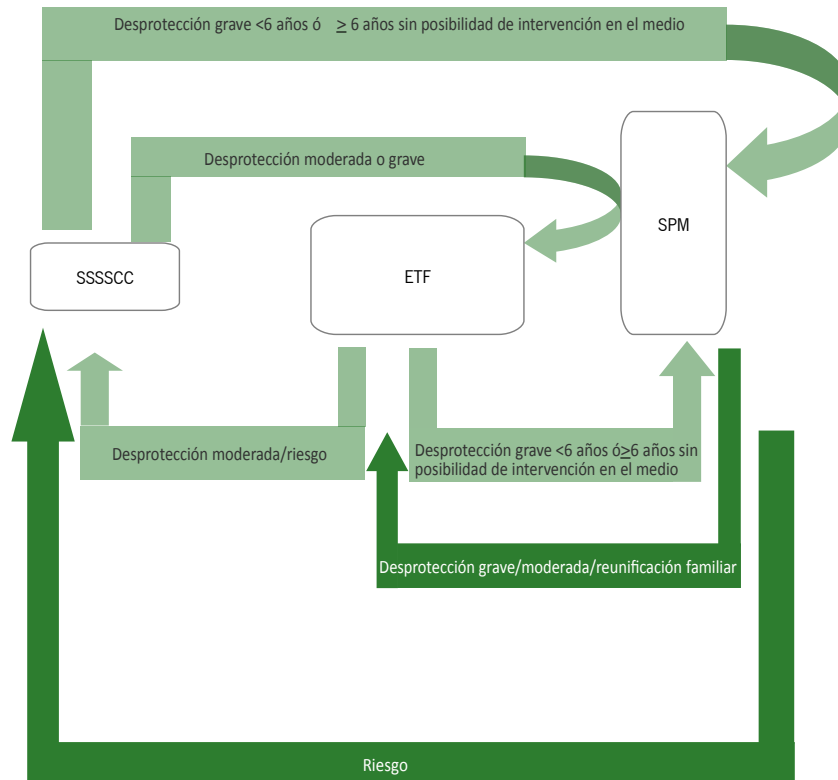 Desprotección grave <6 años ó ≥ 6 años sin posibilidad de intervención en el medio
Desprotección moderada o grave
SPM
SSSSCC
ETF
Desprotección moderada/riesgo
Desprotección grave <6 años ó≥6 años sin
posibilidad de intervención en el medio
Desprotección grave/moderada/reunificación familiar
Riesgo